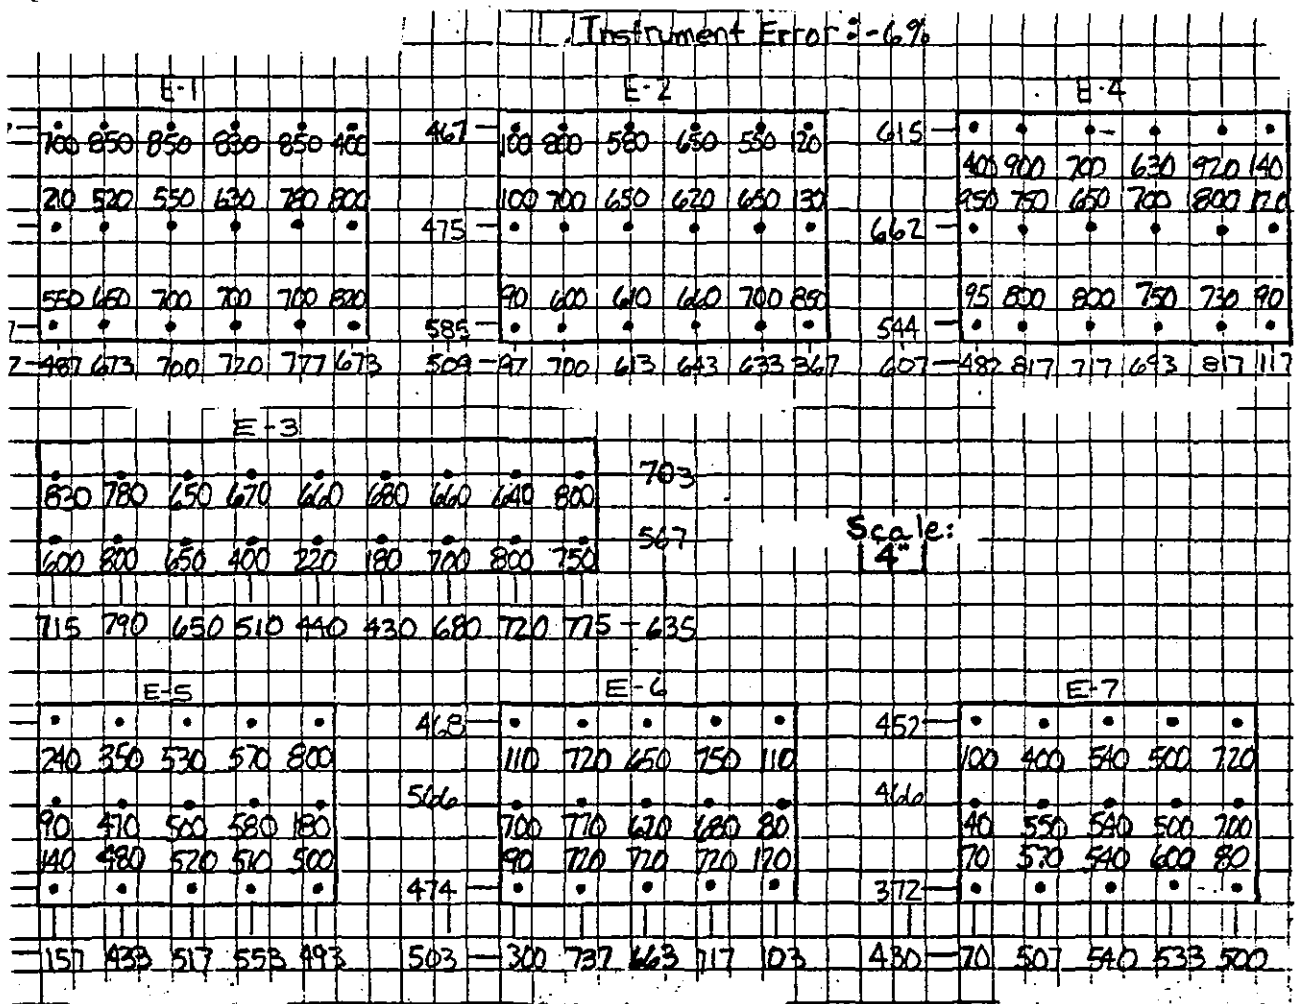 Instrument Error: -6%
E-1 E-2 E-4
700 850 850 830 850 400 467 100 800 580 650 550 120 615
400 900 700 630 920 140
210 520 550 630 780 800 100 700 650 620 650 130 950 750 650 700 800 120
475 662
550 650 700 700 700 820 90 600 610 660 700 850 95 800 800 750 730 90
585 544
487 673 700 720 777 673 509 97 700 613 643 633 367 607 482 817 717 693 817 117
E-3
703
830 780 650 670 660 680 660 640 800
567 Scale:
600 800 650 400 220 180 700 800 750 4"
715 790 650 510 440 430 680 720 775 635
E-5 E-6 E-7
468 452
240 350 530 570 800 110 720 650 750 110 100 400 540 500 720
566 466
90 470 500 580 180 700 770 620 680 80 40 550 540 500 700
140 480 520 510 500 90 720 720 720 120 70 570 540 600 80
474 372
157 433 517 553 493 503 300 737 663 717 103 430 70 507 540 533 500